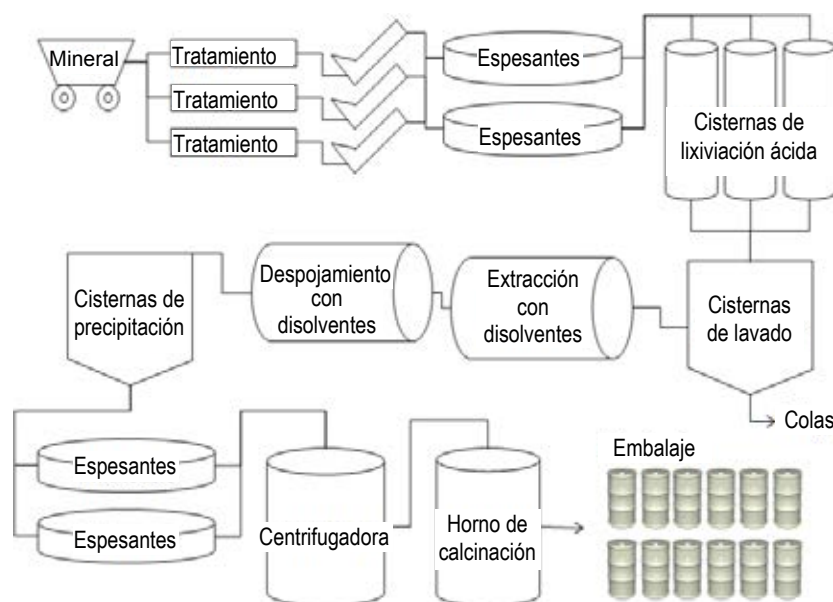 Mineral
Tratamiento
Tratamiento
Tratamiento
Espesantes
Espesantes
Cisternas de
lixiviación ácida
Cisternas de
precipitación
Despojamiento
con
disolventes
Extracción
con
disolventes
Cisternas
de lavado
Colas
Espesantes
Espesantes
Centrifugadora
Horno de
calcinación
Embalaje